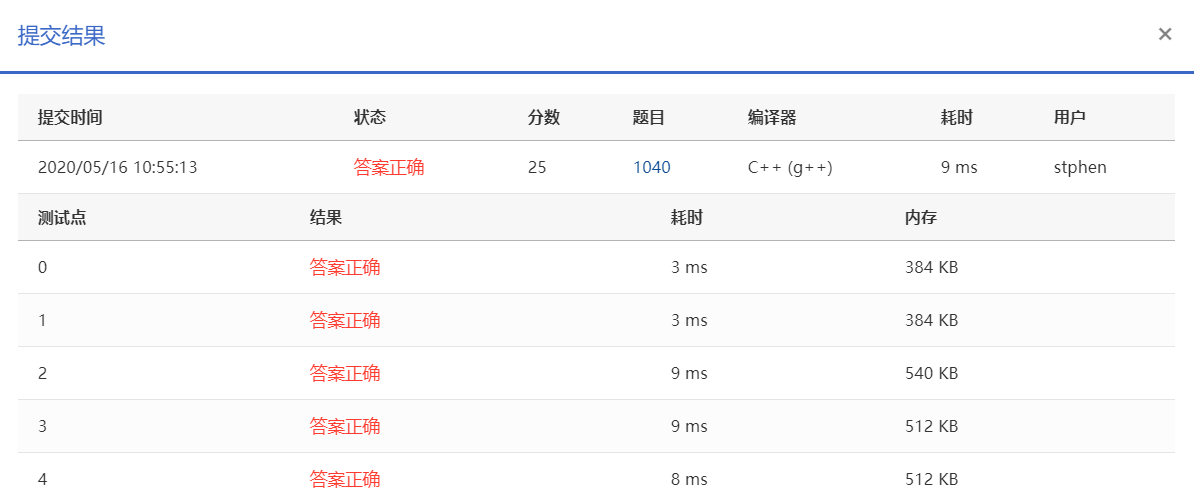 提交结果 ×
提交时间 状态 分数 题目 编译器 耗时 用户
2020/05/16 10:55:13 答案正确 25 1040 C++ (g++) 9 ms stphen
测试点 结果 耗时 内存
0 答案正确 3 ms 384 KB
1 答案正确 3 ms 384 KB
2 答案正确 9 ms 540 KB
3 答案正确 9 ms 512 KB
4 答案正确 8 ms 512 KB